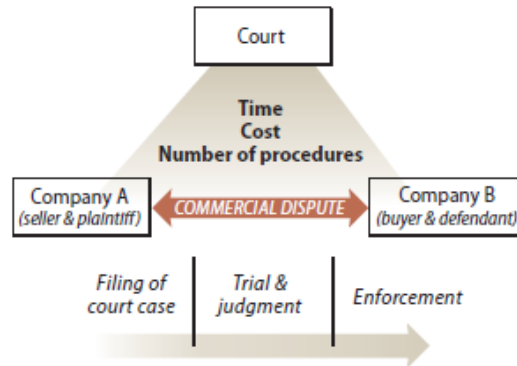 Court
Time
Cost
Number of procedures
Company A
(seller & plaintiff)
COMMERCIAL DISPUTE
Company B
(buyer & defendant)
Filing of
court case
Trial &
judgment
Enforcement